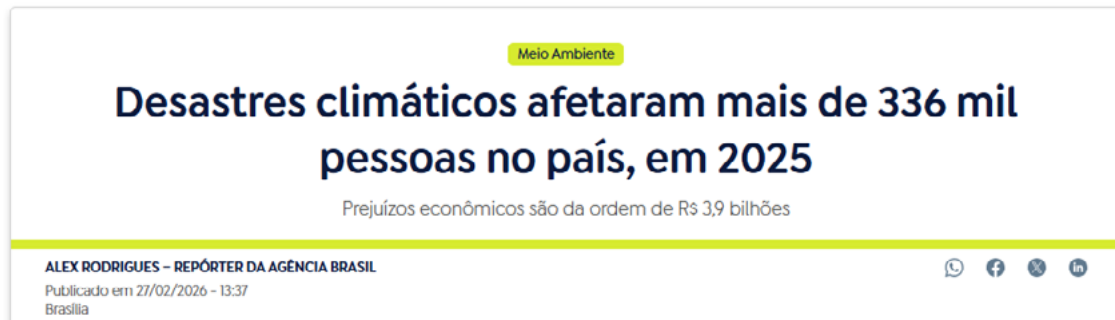 Meio Ambiente
Desastres climáticos afetaram mais de 336 mil
pessoas no país, em 2025
Prejuízos econômicos são da ordem de R$ 3,9 bilhões
ALEX RODRIGUES – REPÓRTER DA AGÊNCIA BRASIL
Publicado em 27/02/2026 - 13:37
Brasília